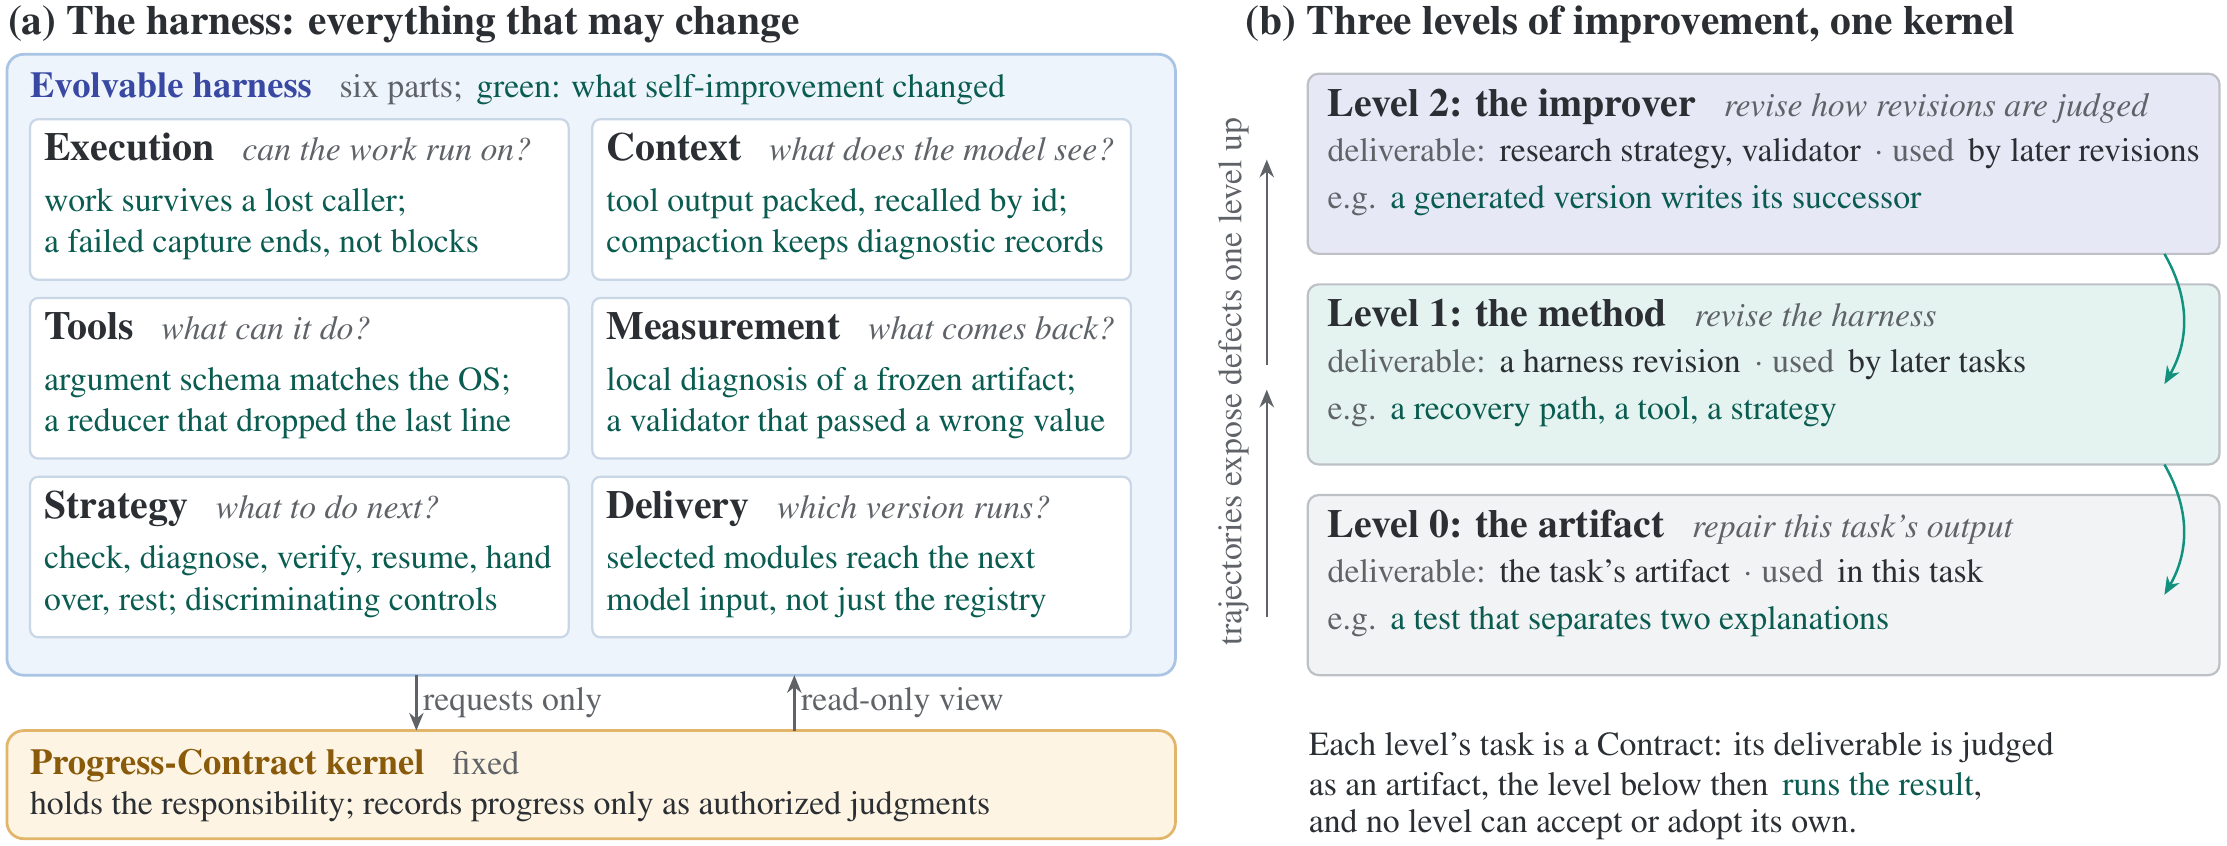 (a) The harness: everything that may change
Evolvable harness six parts; green: what self-improvement changed
Execution can the work run on?
work survives a lost caller;
a failed capture ends, not blocks
Context what does the model see?
tool output packed, recalled by id;
compaction keeps diagnostic records
Tools what can it do?
argument schema matches the OS;
a reducer that dropped the last line
Measurement what comes back?
local diagnosis of a frozen artifact;
a validator that passed a wrong value
Strategy what to do next?
check, diagnose, verify, resume, hand
over, rest; discriminating controls
Delivery which version runs?
selected modules reach the next
model input, not just the registry
requests only
read-only view
Progress-Contract kernel fixed
holds the responsibility; records progress only as authorized judgments
(b) Three levels of improvement, one kernel
trajectories expose defects one level up
Level 2: the improver revise how revisions are judged
deliverable: research strategy, validator · used by later revisions
e.g. a generated version writes its successor
Level 1: the method revise the harness
deliverable: a harness revision · used by later tasks
e.g. a recovery path, a tool, a strategy
Level 0: the artifact repair this task's output
deliverable: the task's artifact · used in this task
e.g. a test that separates two explanations
Each level's task is a Contract: its deliverable is judged
as an artifact, the level below then runs the result,
and no level can accept or adopt its own.